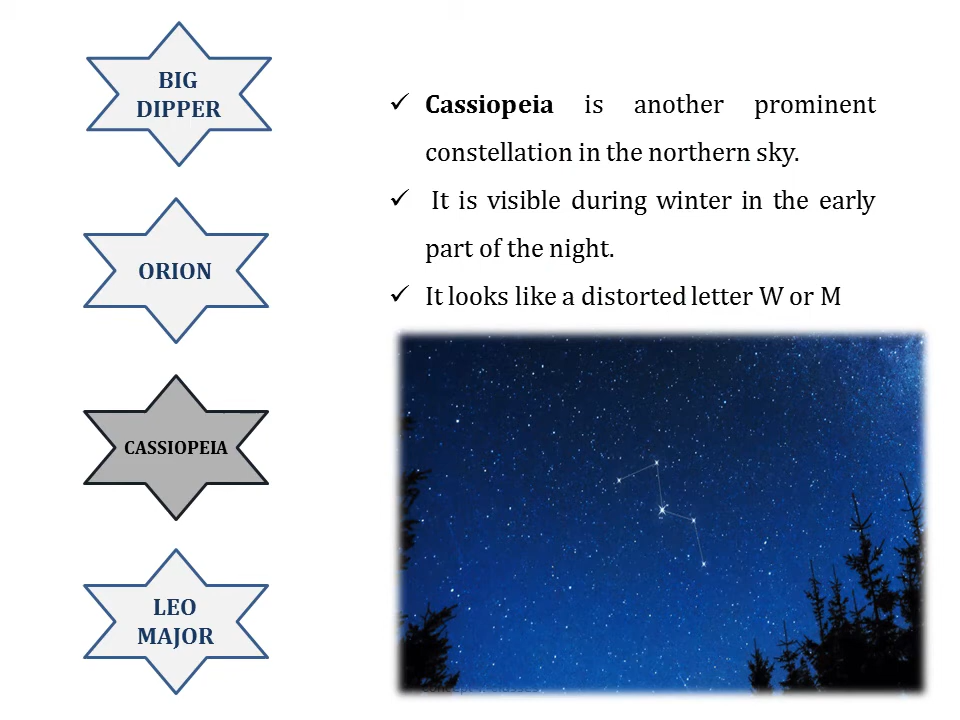 BIG
DIPPER
ORION
CASSIOPEIA
LEO
MAJOR
✓ Cassiopeia is another prominent
constellation in the northern sky.
✓ It is visible during winter in the early
part of the night.
✓ It looks like a distorted letter W or M